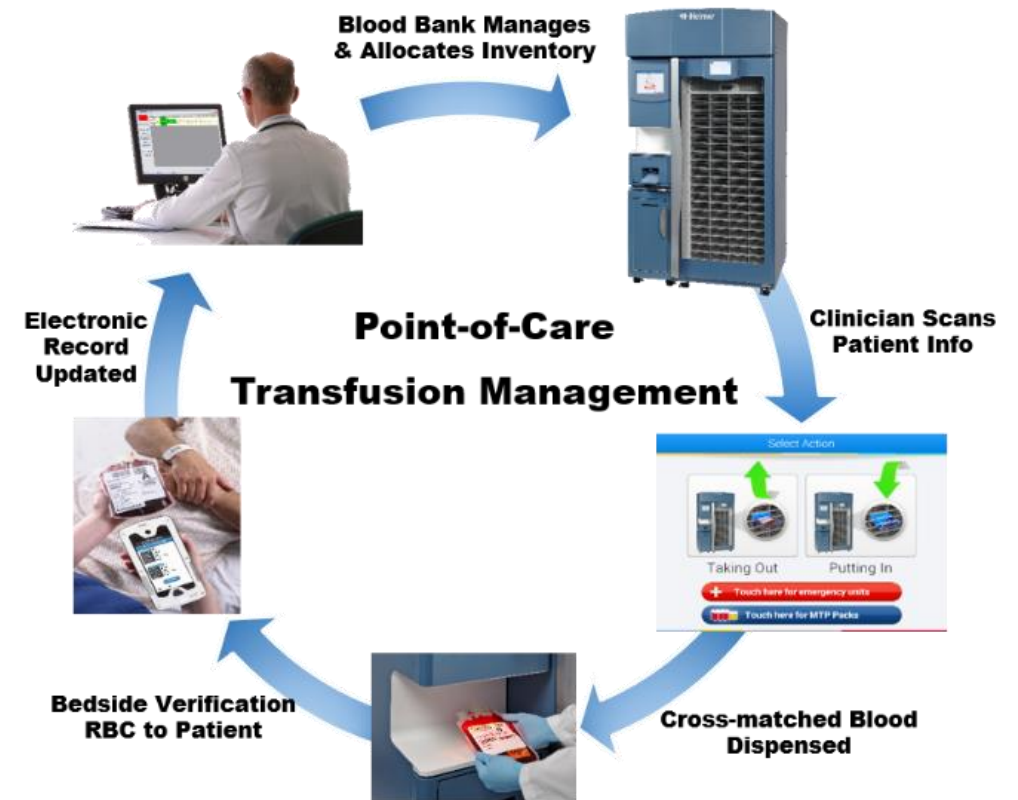 Blood Bank Manages
& Allocates Inventory
Helmer
Clinician Scans
Patient Info
Electronic
Record
Updated
Point-of-Care
Transfusion Management
Select Action
Taking Out
Putting In
Touch here for emergency units
Touch here for MTP Packs
Bedside Verification
RBC to Patient
Cross-matched Blood
Dispensed